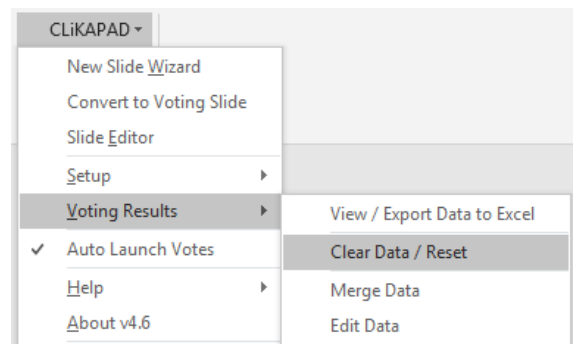 CLiKAPAD
New Slide Wizard
Convert to Voting Slide
Slide Editor
Setup
Voting Results
Auto Launch Votes
Help
About v4.6
View / Export Data to Excel
Clear Data / Reset
Merge Data
Edit Data